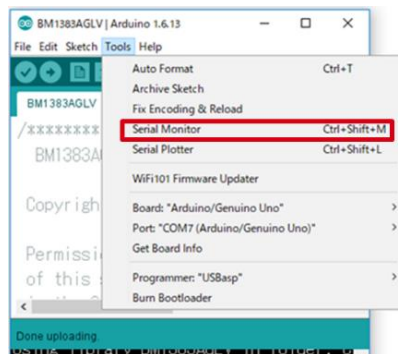 BM1383AGLV | Arduino 1.6.13
File Edit Sketch Tools Help
BM1383AGLV
Auto Format Ctrl+T
Archive Sketch
Fix Encoding & Reload
Serial Monitor Ctrl+Shift+M
Serial Plotter Ctrl+Shift+L
WiFi101 Firmware Updater
Board: "Arduino/Genuino Uno"
Port: "COM7 (Arduino/Genuino Uno)"
Get Board Info
Programmer: "USBasp"
Burn Bootloader
/********
BM1383A
Copyrigh
Permissi
of this
Done uploading.